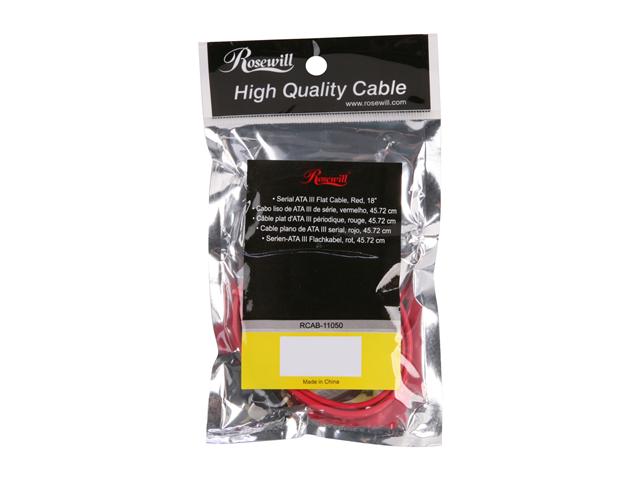 Rosewill
High Quality Cable
www.rosewill.com
Rosewill
• Serial ATA III Flat Cable, Red, 18"
• Cabo liso de ATA III de série, vermelho, 45.72 cm
• Câble plat d'ATA III périodique, rouge, 45.72 cm
• Cable plano de ATA III serial, rojo, 45.72 cm
• Serien-ATA III Flachkabel, rot, 45.72 cm
RCAB-11050
Made in China